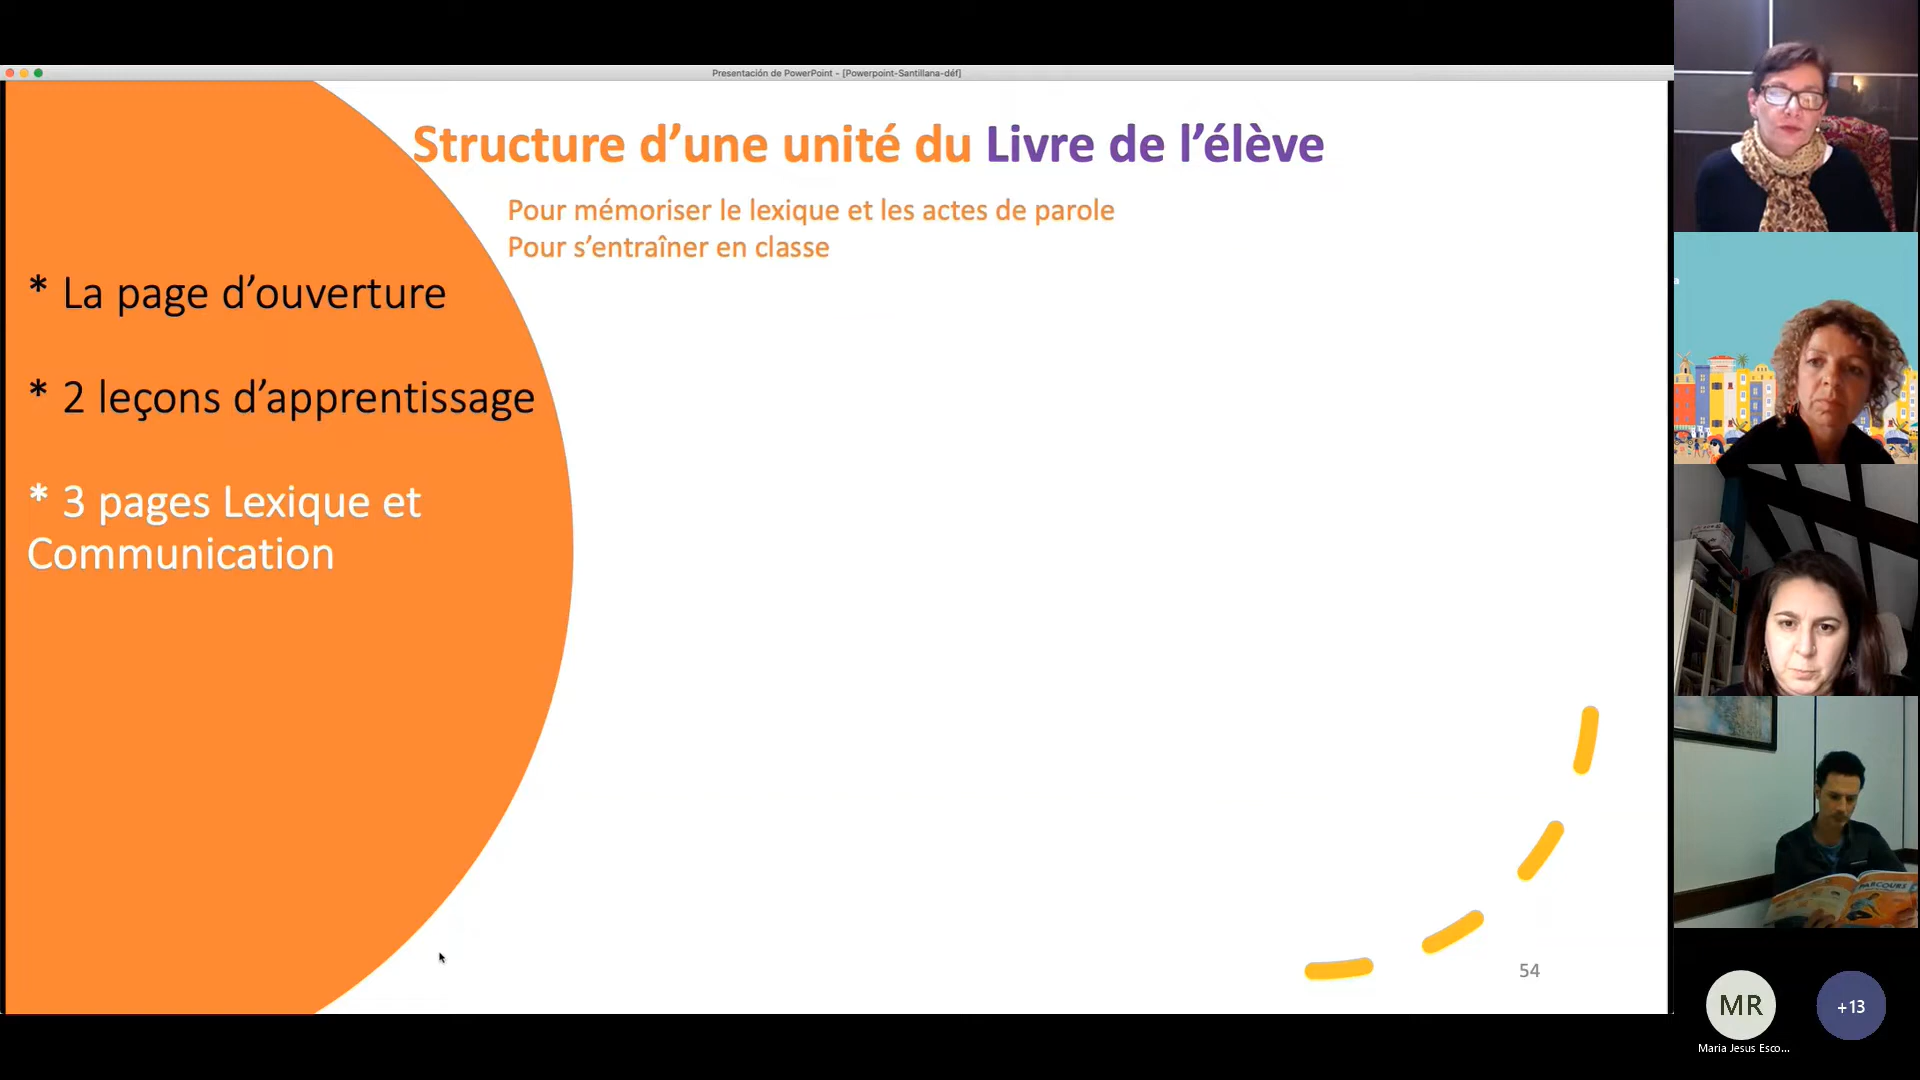 Presentación de PowerPoint - [Powerpoint-Santillana-déf]
Structure d’une unité du Livre de l’élève
Pour mémoriser le lexique et les actes de parole
Pour s’entraîner en classe
* La page d’ouverture
* 2 leçons d’apprentissage
* 3 pages Lexique et
Communication
54
PARCOURS
MR
+13
Maria Jesus Esco...